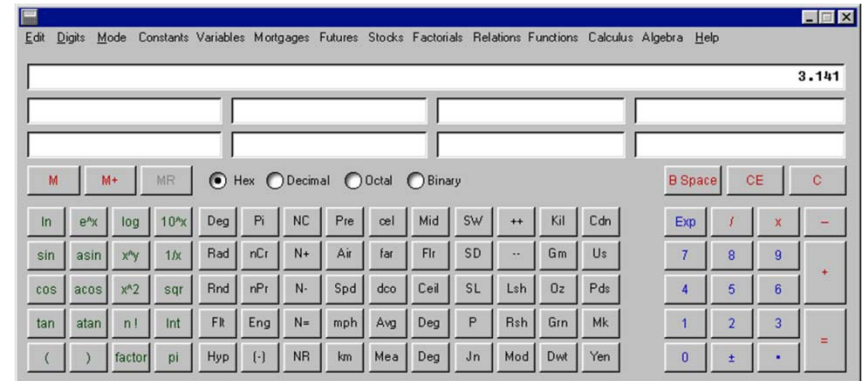 Edit Digits Mode Constants Variables Mortgages Futures Stocks Factorials Relations Functions Calculus Algebra Help
3.141
M M+ MR Hex Decimal Octal Binary B Space CE C
ln e^x log 10^x Deg Pi NC Pre cel Mid SW ++ Kil Cdn Exp / x −
sin asin x^y 1/x Rad nCr N+ Air far Flr SD -- Gm Us 7 8 9 +
cos acos x^2 sqr Rnd nPr N- Spd dco Ceil SL Lsh Oz Pds 4 5 6
tan atan n ! Int Flt Eng N= mph Avg Deg P Rsh Grn Mk 1 2 3 =
( ) factor pi Hyp (-) NR km Mea Deg Jn Mod Dwt Yen 0 ± •